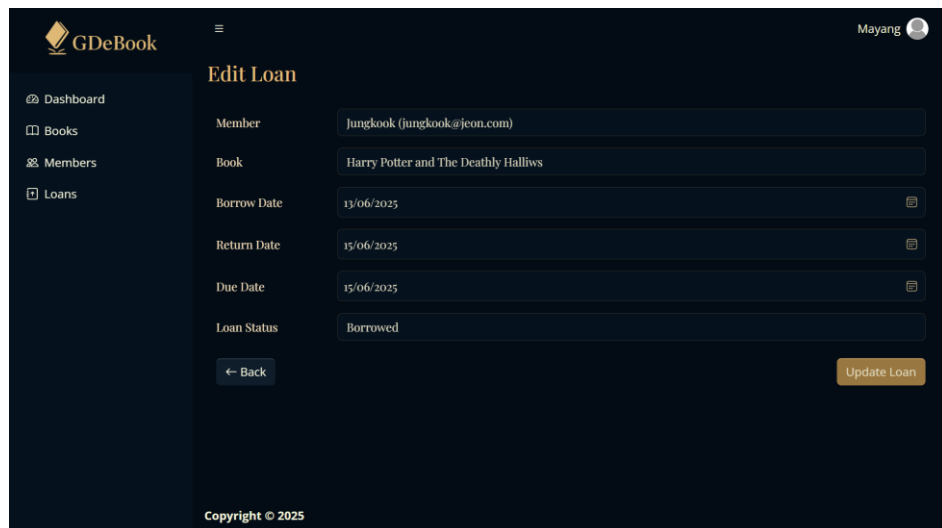 GDeBook
Mayang
Edit Loan
Dashboard
Books
Members
Loans
Member Jungkook (jungkook@jeon.com)
Book Harry Potter and The Deathly Halliws
Borrow Date 13/06/2025
Return Date 15/06/2025
Due Date 15/06/2025
Loan Status Borrowed
← Back Update Loan
Copyright © 2025